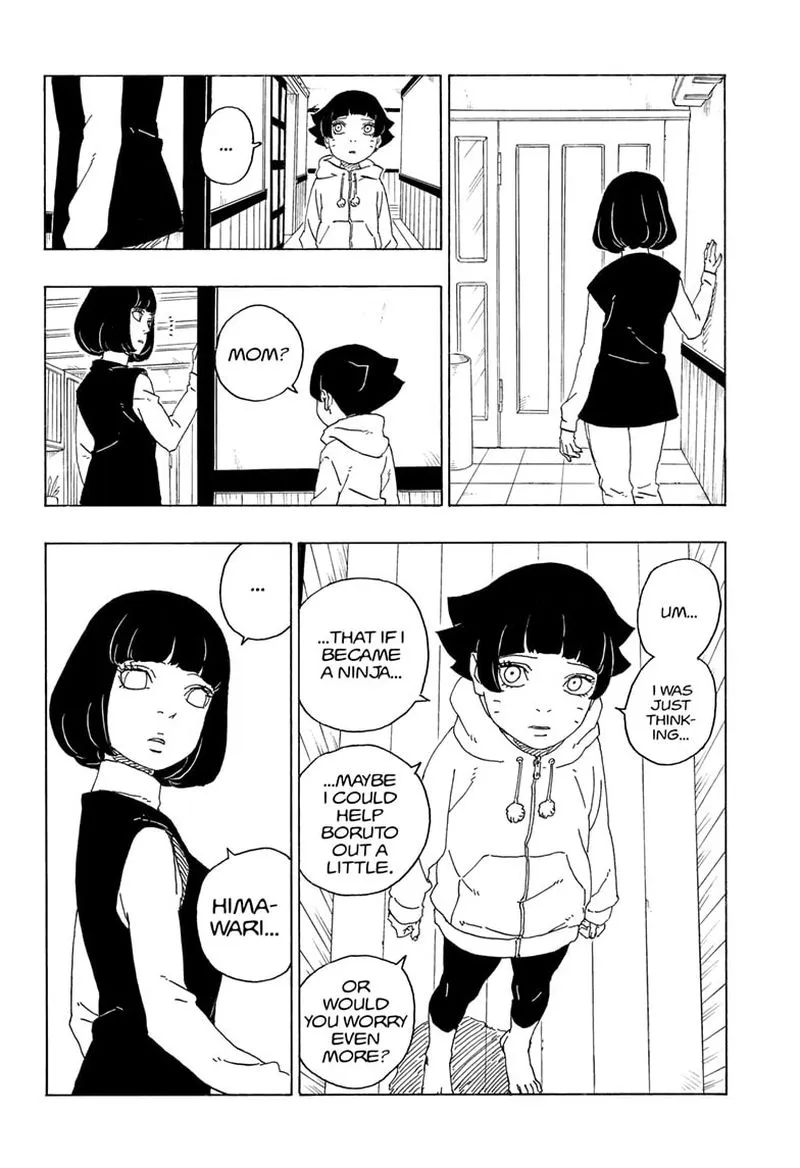 ...
......
MOM?
UM...
I WAS
JUST
THINK-
ING...
...THAT IF I
BECAME
A NINJA...
...MAYBE
I COULD
HELP
BORUTO
OUT A
LITTLE.
OR
WOULD
YOU WORRY
EVEN
MORE?
...
HIMA-
WARI...